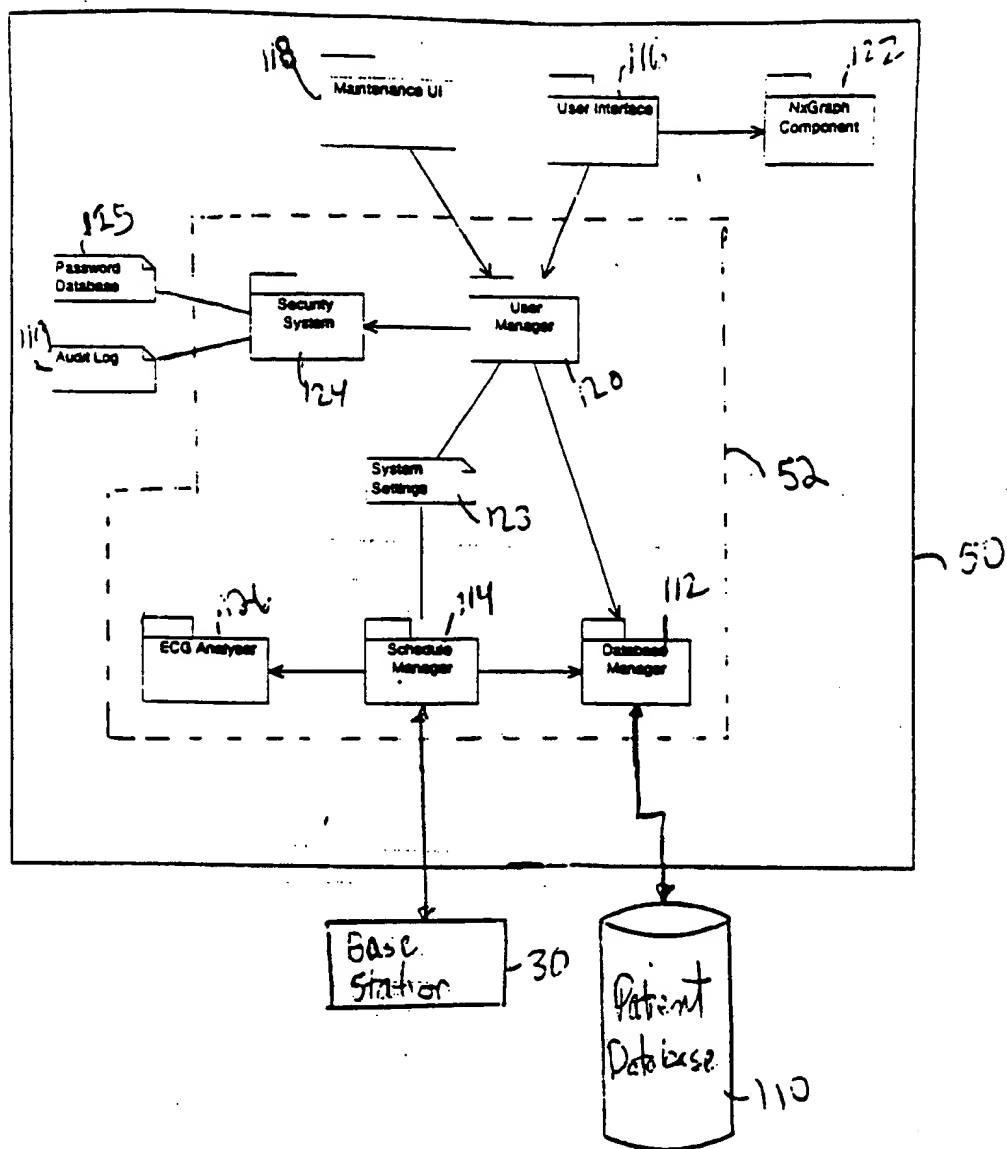 118
116
122
Maintenance UI
User Interface
NxGraph
Component
125
Password
Database
Security
System
User
Manager
Audit Log
124
120
System
Settings
52
123
50
114
112
ECG Analyser
Schedule
Manager
Database
Manager
Base
Station
30
Patient
Database
110